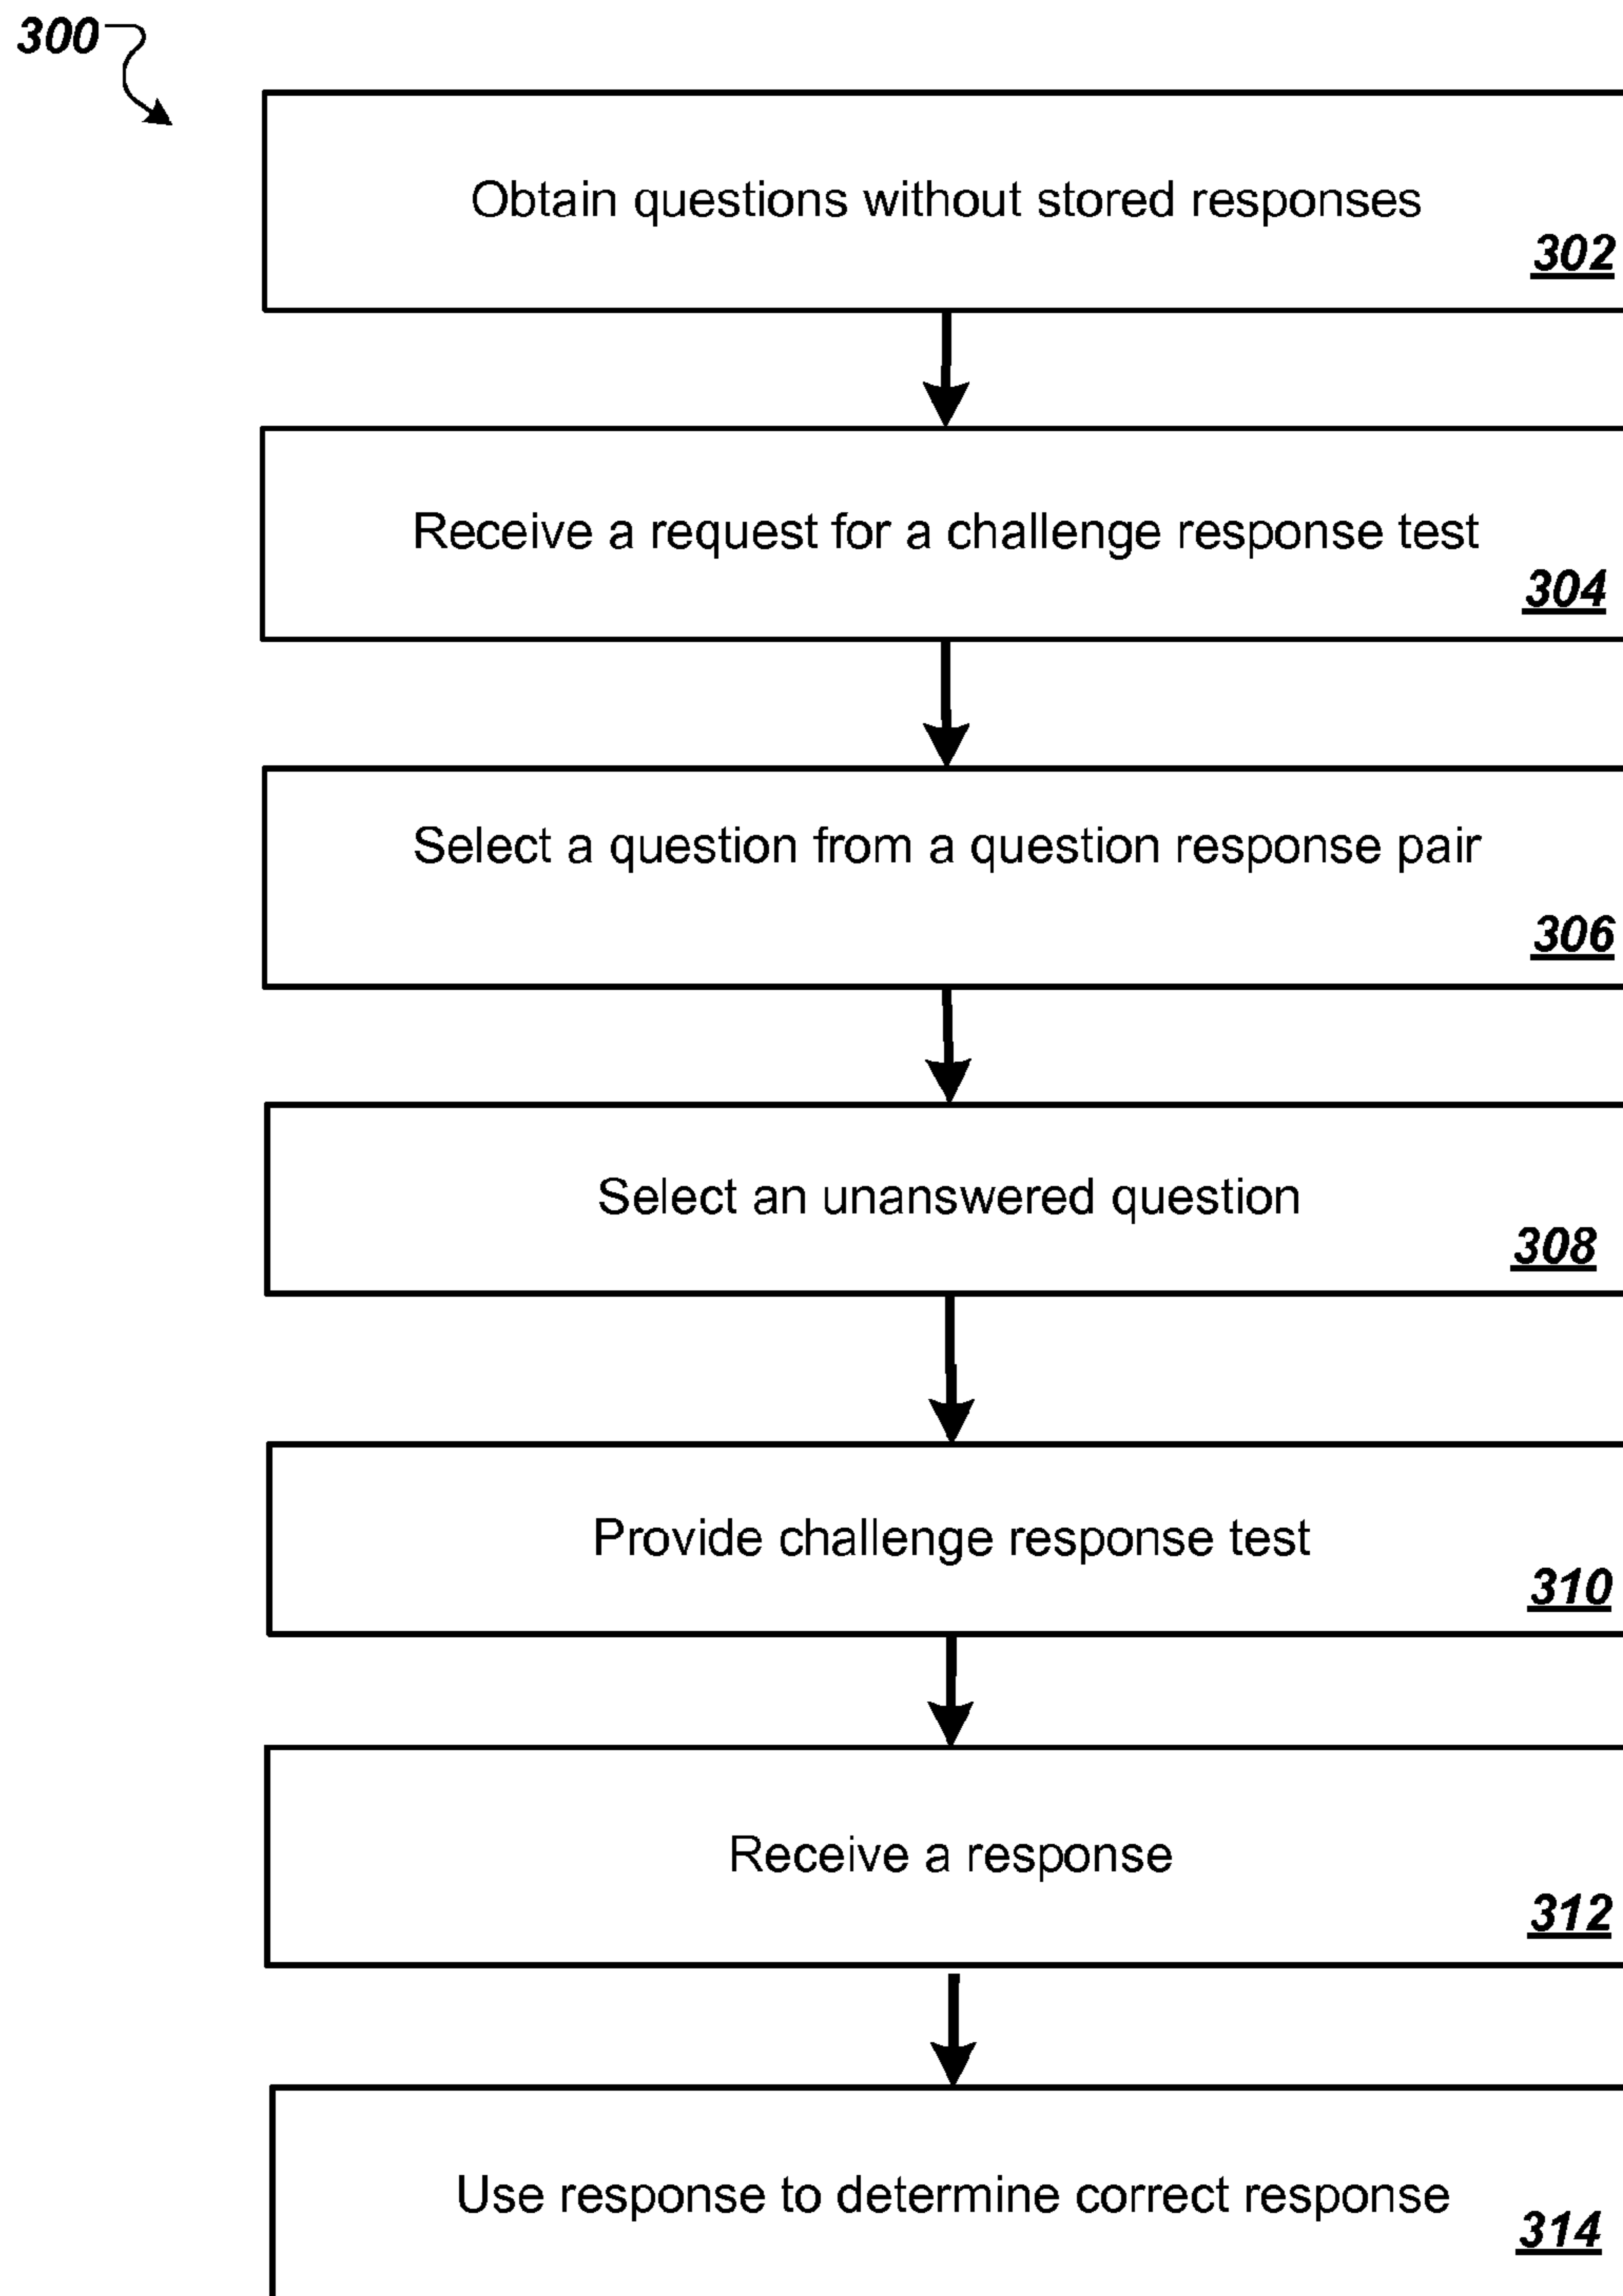 300
Obtain questions without stored responses
302
Receive a request for a challenge response test
304
Select a question from a question response pair
306
Select an unanswered question
308
Provide challenge response test
310
Receive a response
312
Use response to determine correct response
314